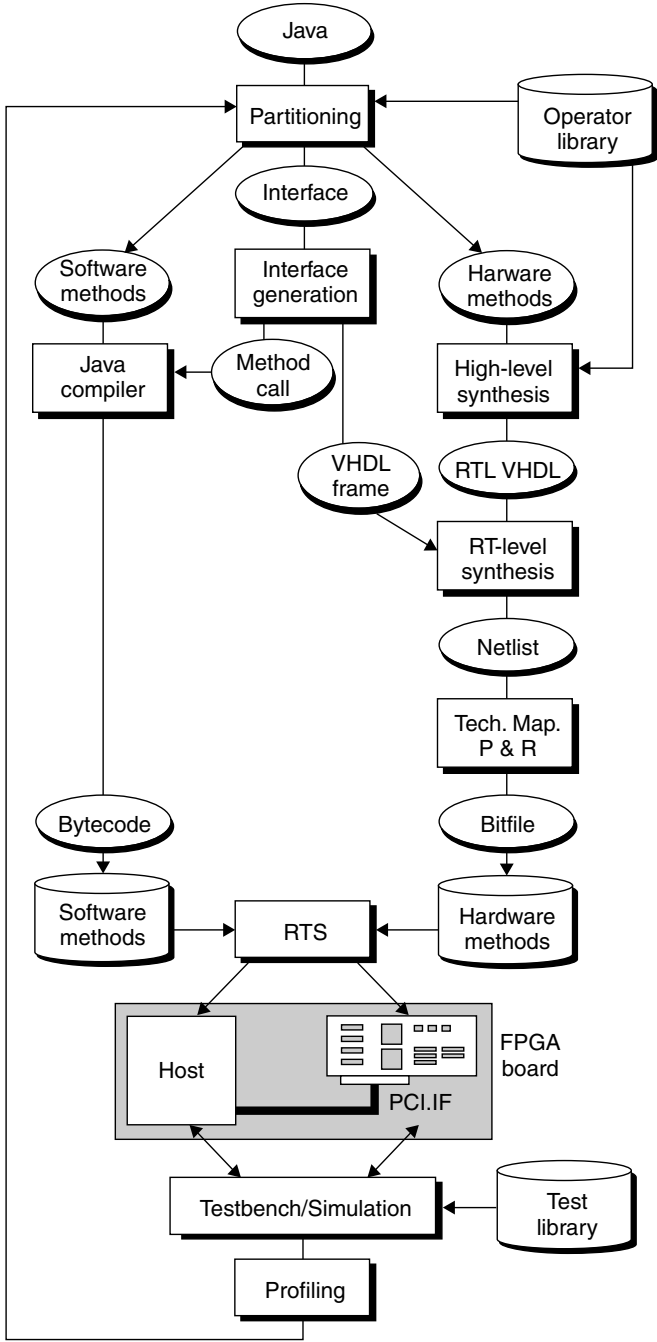 Java
Partitioning
Operator
library
Interface
Software
methods
Interface
generation
Harware
methods
Java
compiler
Method
call
High-level
synthesis
VHDL
frame
RTL VHDL
RT-level
synthesis
Netlist
Tech. Map.
P & R
Bytecode
Bitfile
Software
methods
RTS
Hardware
methods
Host
PCI.IF
FPGA
board
Testbench/Simulation
Test
library
Profiling